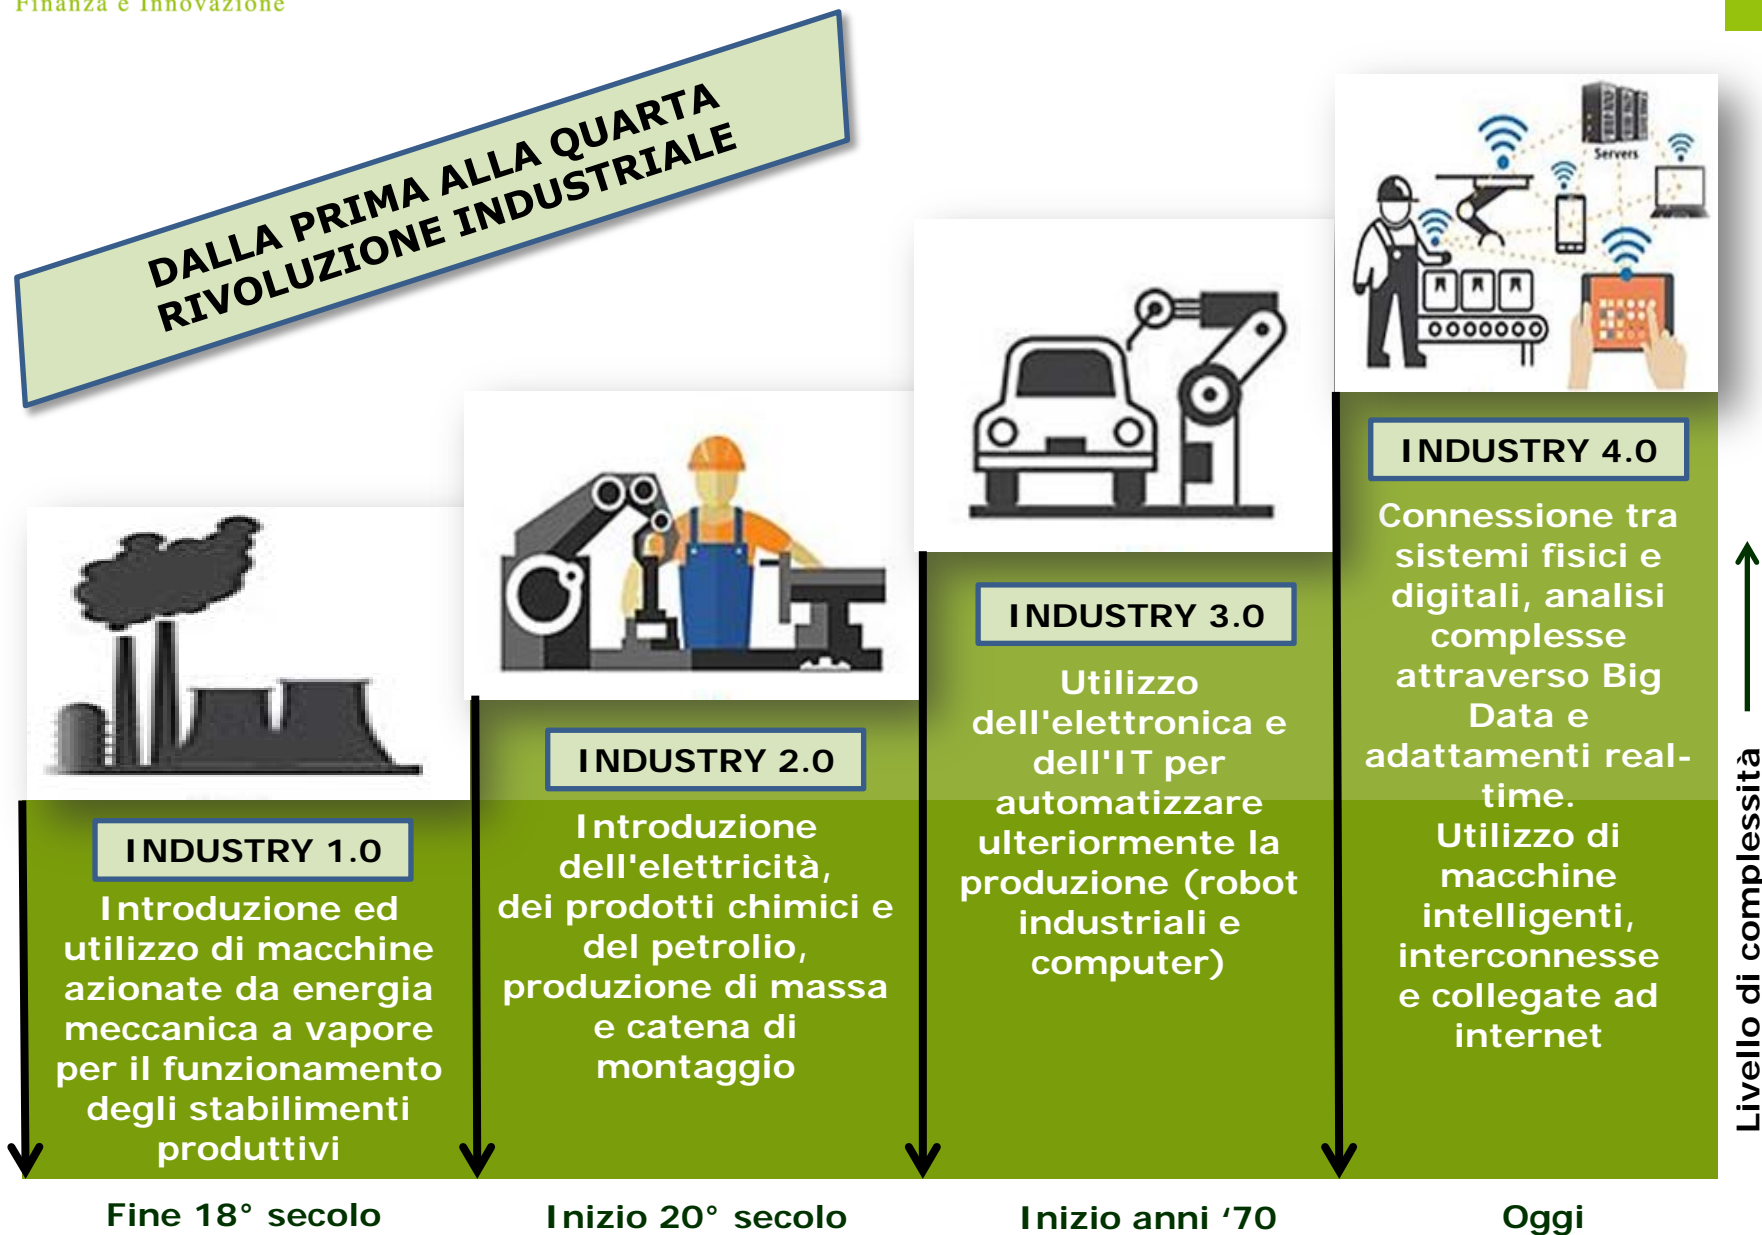 Finanza e Innovazione
DALLA PRIMA ALLA QUARTA
RIVOLUZIONE INDUSTRIALE
Servers
INDUSTRY 1.0
Introduzione ed
utilizzo di macchine
azionate da energia
meccanica a vapore
per il funzionamento
degli stabilimenti
produttivi
Fine 18° secolo
INDUSTRY 2.0
Introduzione
dell'elettricità,
dei prodotti chimici e
del petrolio,
produzione di massa
e catena di
montaggio
Inizio 20° secolo
INDUSTRY 3.0
Utilizzo
dell'elettronica e
dell'IT per
automatizzare
ulteriormente la
produzione (robot
industriali e
computer)
Inizio anni ‘70
INDUSTRY 4.0
Connessione tra
sistemi fisici e
digitali, analisi
complesse
attraverso Big
Data e
adattamenti real-
time.
Utilizzo di
macchine
intelligenti,
interconnesse
e collegate ad
internet
Oggi
Livello di complessità